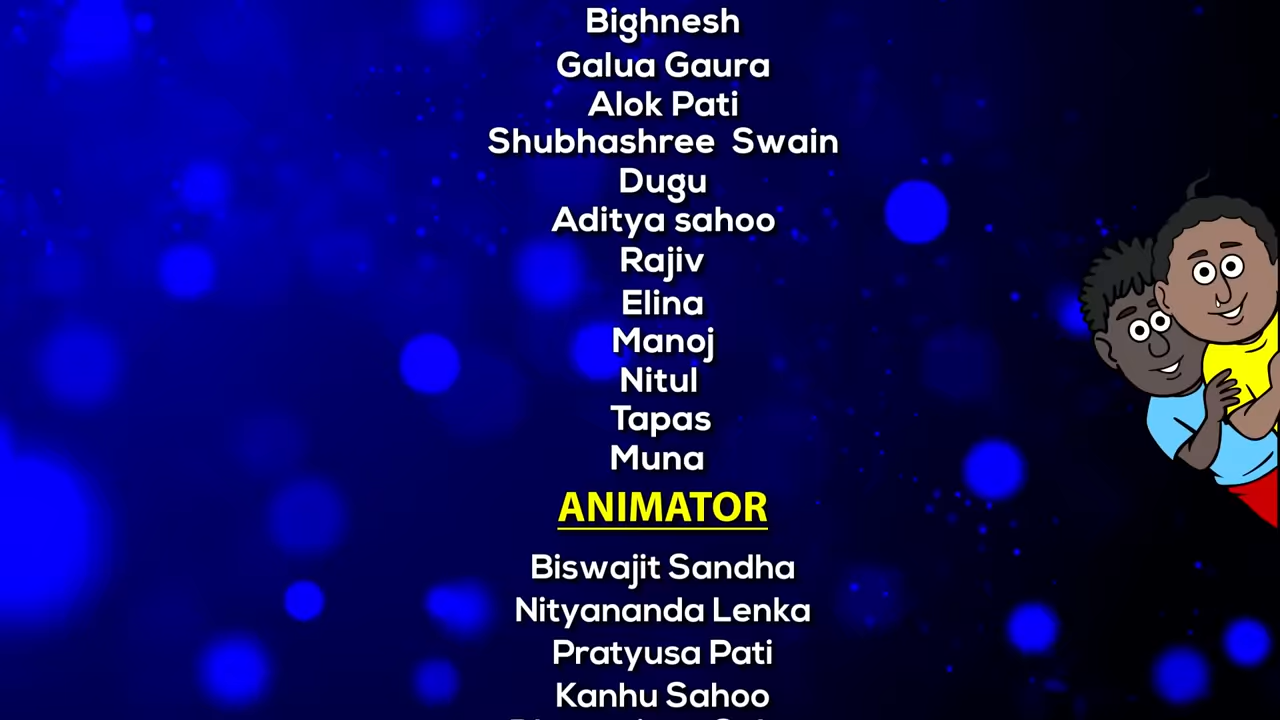 Bighnesh
Galua Gaura
Alok Pati
Shubhashree Swain
Dugu
Aditya sahoo
Rajiv
Elina
Manoj
Nitul
Tapas
Muna
ANIMATOR
Biswajit Sandha
Nityananda Lenka
Pratyusa Pati
Kanhu Sahoo